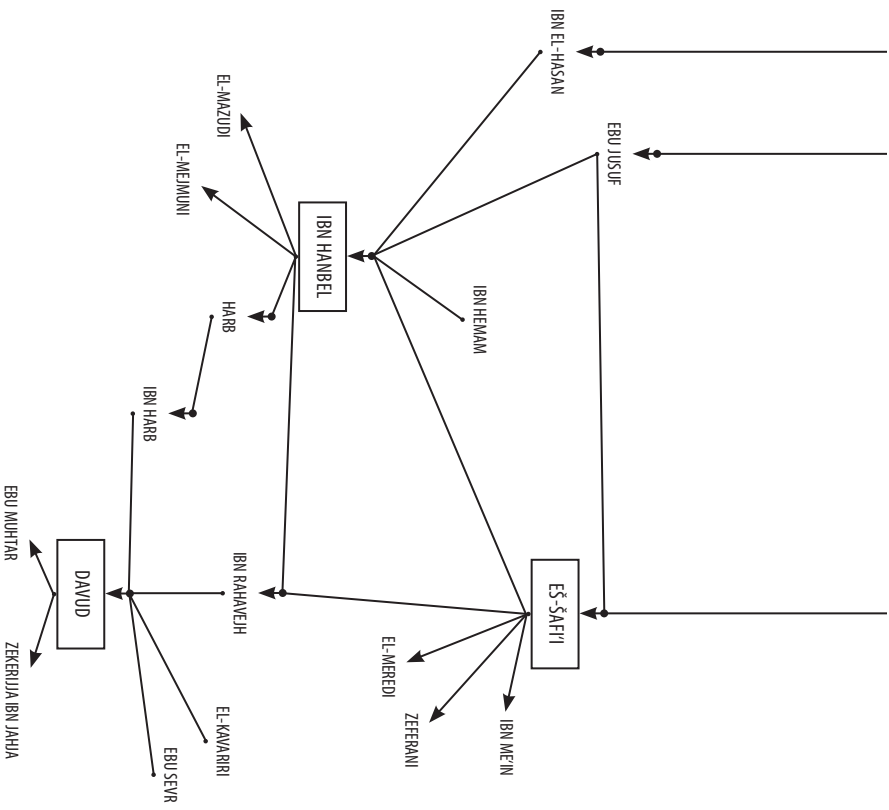 IBN EL-HASAN
EBU JUSUF
EL-MAZUDI
EL-MEJMUNI
IBN HANBEL
IBN HEMAM
HARB
IBN HARB
EŠ-ŠAFI'I
IBN RAHAVEJH
EL-MEREDI
ZEFERANI
IBN ME'IN
EBU MUHTAR
DAVUD
ZEKERIJJA IBN JAHJA
EL-KAVARIRI
EBU SEVR